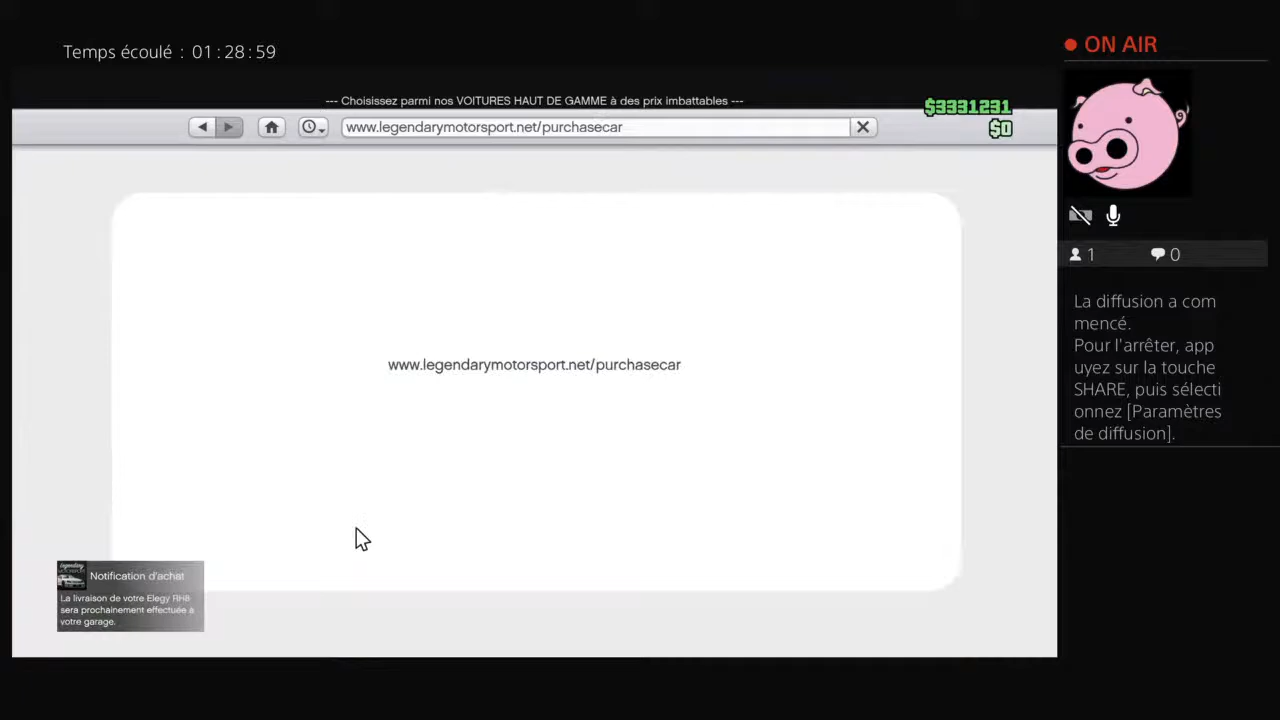 Temps écoulé : 01:28:59
ON AIR
--- Choisissez parmi nos VOITURES HAUT DE GAMME à des prix imbattables ---
$3331231
www.legendarymotorsport.net/purchasecar
$0
1
0
La diffusion a com
mencé.
Pour l'arrêter, app
uyez sur la touche
SHARE, puis sélecti
onnez [Paramètres
de diffusion].
www.legendarymotorsport.net/purchasecar
Notification d'achat
La livraison de votre Elegy RH8
sera prochainement effectuée à
votre garage.